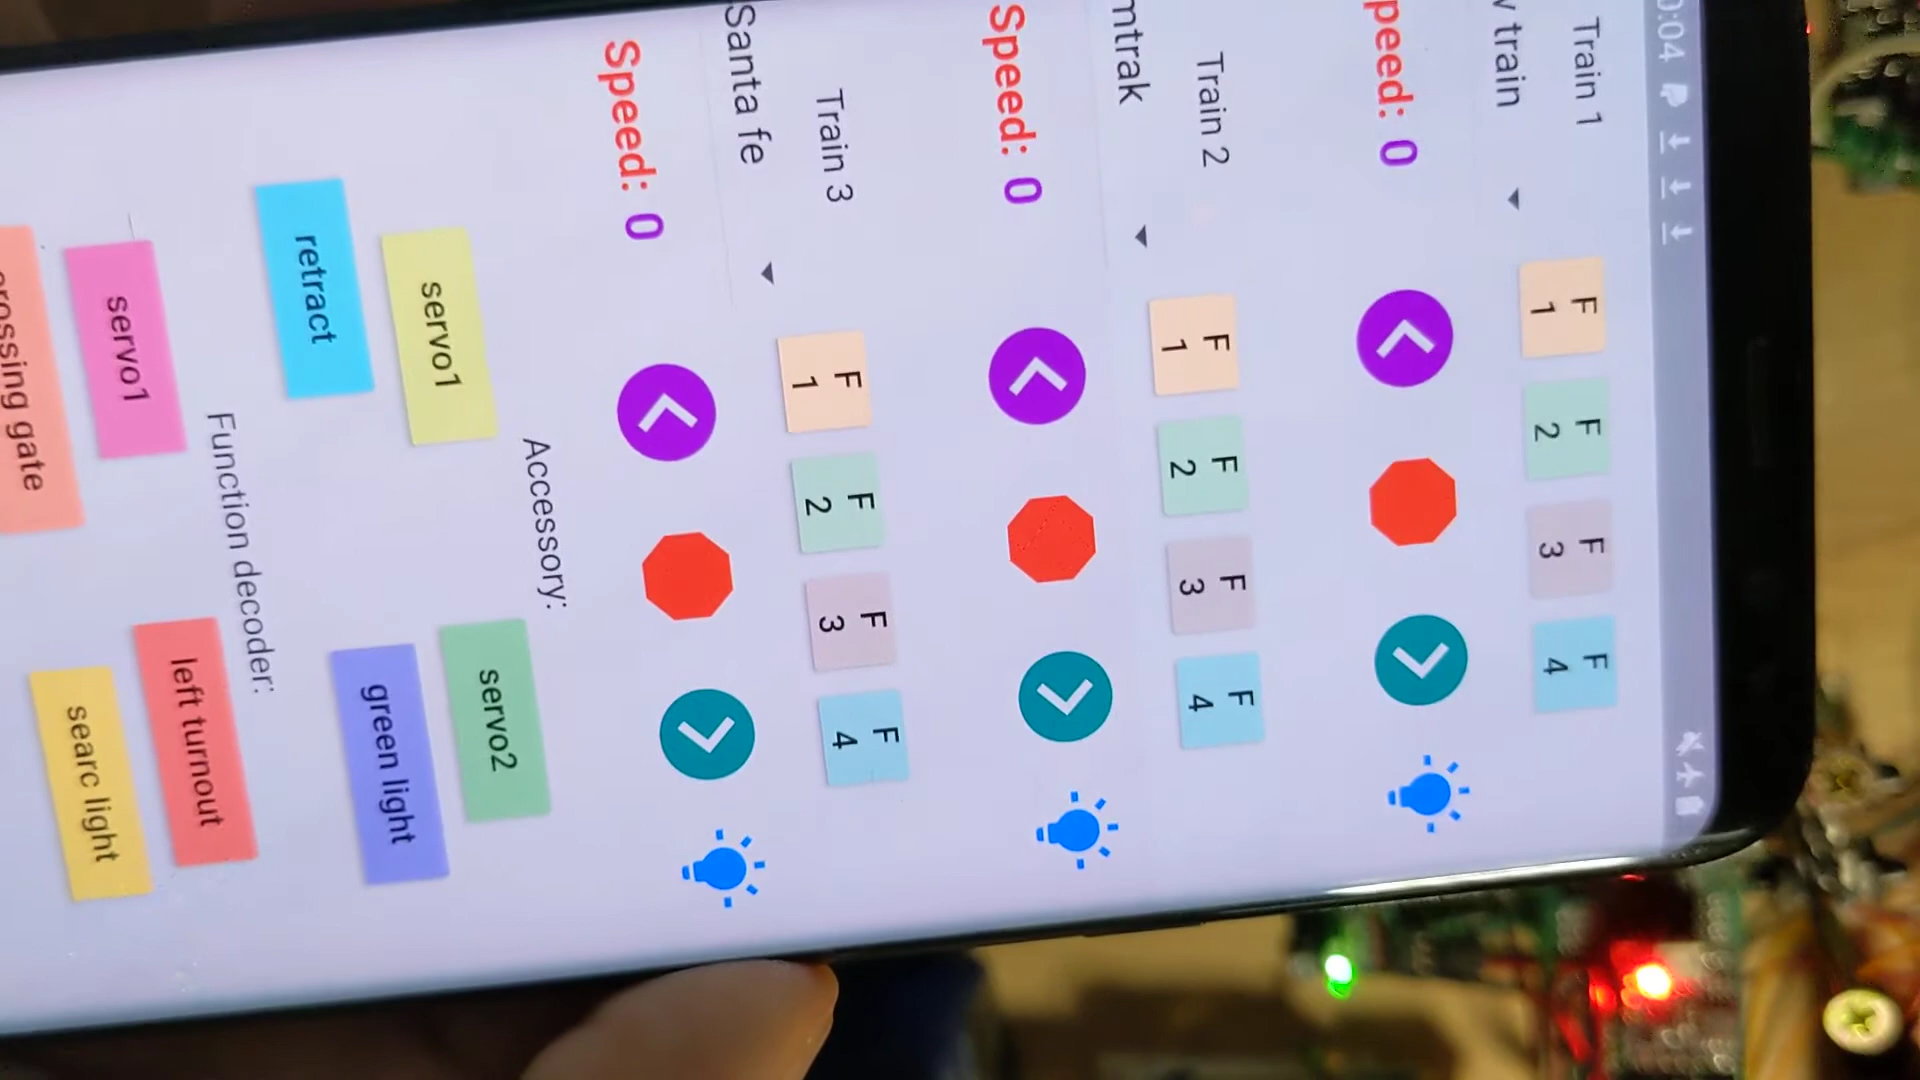 :04
Train 1
F 1
F 2
F 3
F 4
train
peed: 0
Train 2
F 1
F 2
F 3
F 4
mtrak
Speed: 0
Train 3
F 1
F 2
F 3
F 4
Santa fe
Speed: 0
Accessory:
servo1
servo2
retract
green light
Function decoder:
servo1
left turnout
crossing gate
searc light